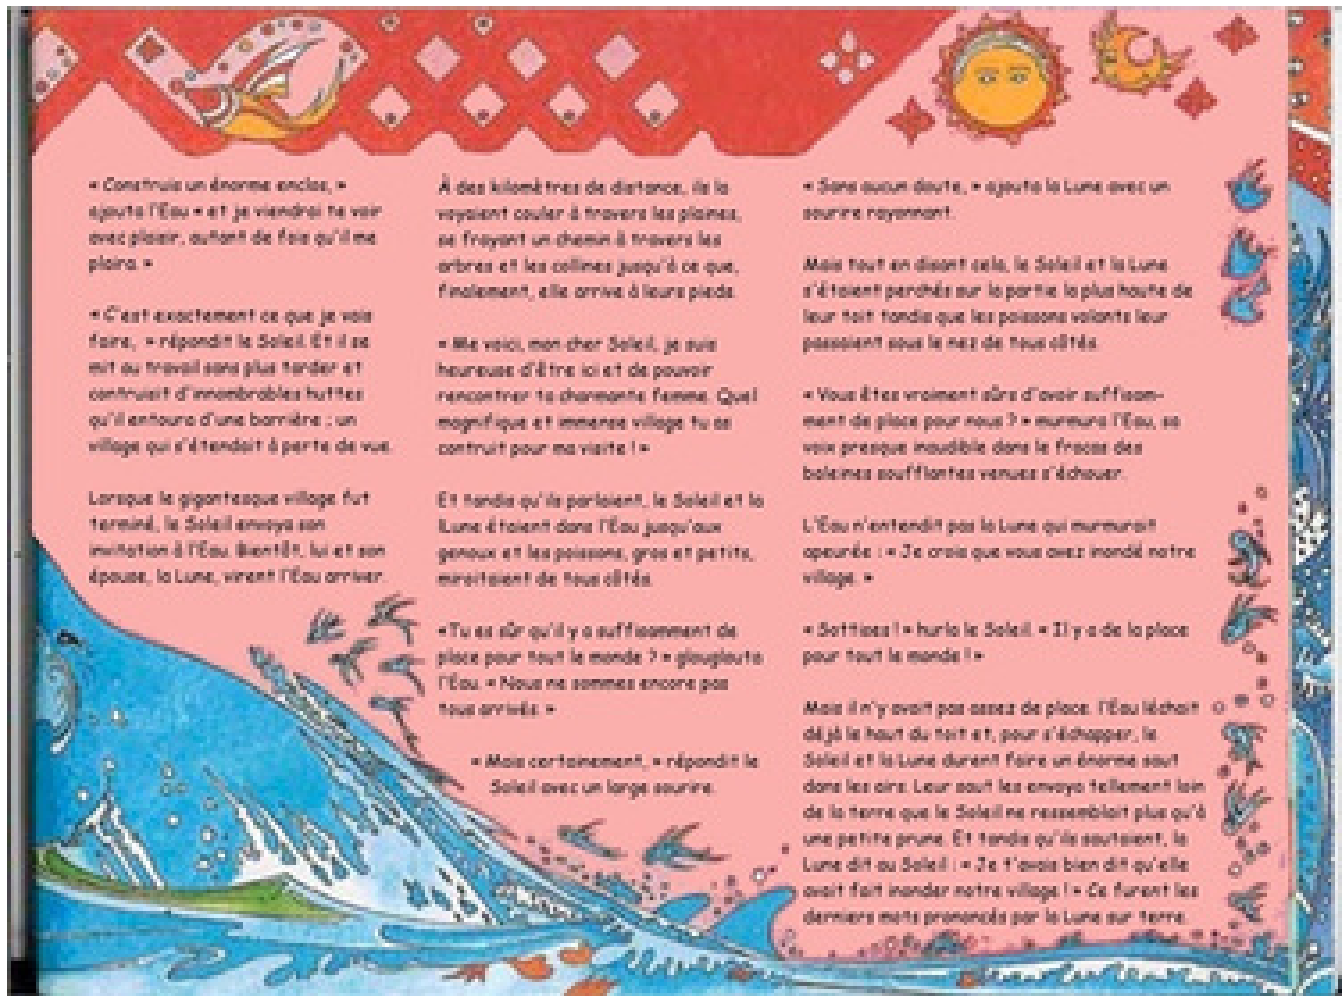 « Construis un énorme enclos, »
ajouta l'Eau « et je viendrai te voir
avec plaisir, autant de fois qu'il me
plaira. »
« C'est exactement ce que je vais
faire, » répondit le Soleil. Et il se
mit au travail sans plus tarder et
contruisit d'innombrables huttes
qu'il entoura d'une barrière ; un
village qui s'étendait à perte de vue.
Lorsque le gigantesque village fut
terminé, le Soleil envoya son
invitation à l'Eau. Bientôt, lui et son
épouse, la Lune, virent l'Eau arriver.
À des kilomètres de distance, ils la
voyaient couler à travers les plaines,
se frayant un chemin à travers les
arbres et les collines jusqu'à ce que,
finalement, elle arrive à leurs pieds.
« Me voici, mon cher Soleil, je suis
heureuse d'être ici et de pouvoir
rencontrer ta charmante femme. Quel
magnifique et immense village tu as
contruit pour ma visite ! »
Et tandis qu'ils parlaient, le Soleil et la
Lune étaient dans l'Eau jusqu'aux
genoux et les poissons, gros et petits,
miroitaient de tous côtés.
« Tu es sûr qu'il y a suffisamment de
place pour tout le monde ? » glouglouta
l'Eau. « Nous ne sommes encore pas
tous arrivés. »
« Mais certainement, » répondit le
Soleil avec un large sourire.
« Sans aucun doute, » ajouta la Lune avec un
sourire rayonnant.
Mais tout en disant cela, le Soleil et la Lune
s'étaient perchés sur la partie la plus haute de
leur toit tandis que les poissons volants leur
passaient sous le nez de tous côtés.
« Vous êtes vraiment sûrs d'avoir suffisam-
ment de place pour nous ? » murmura l'Eau, sa
voix presque inaudible dans le fracas des
baleines soufflantes venues s'échouer.
L'Eau n'entendit pas la Lune qui murmurait
apeurée : « Je crois que vous avez inondé notre
village. »
« Sottises ! » hurla le Soleil. « Il y a de la place
pour tout le monde ! »
Mais il n'y avait pas assez de place. l'Eau léchait
déjà le haut du toit et, pour s'échapper, le
Soleil et la Lune durent faire un énorme saut
dans les airs. Leur saut les envoya tellement loin
de la terre que le Soleil ne ressemblait plus qu'à
une petite prune. Et tandis qu'ils sautaient, la
Lune dit au Soleil : « Je t'avais bien dit qu'elle
avait fait inonder notre village ! » Ce furent les
derniers mots prononcés par la Lune sur terre.